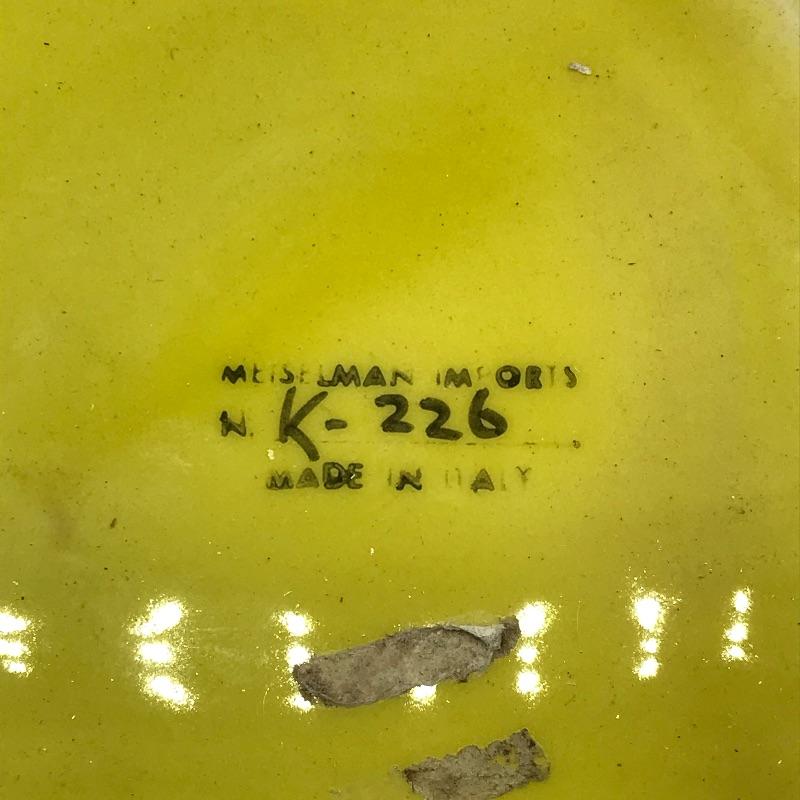 MEISELMAN IMPORTS
N. K-226
MADE IN ITALY